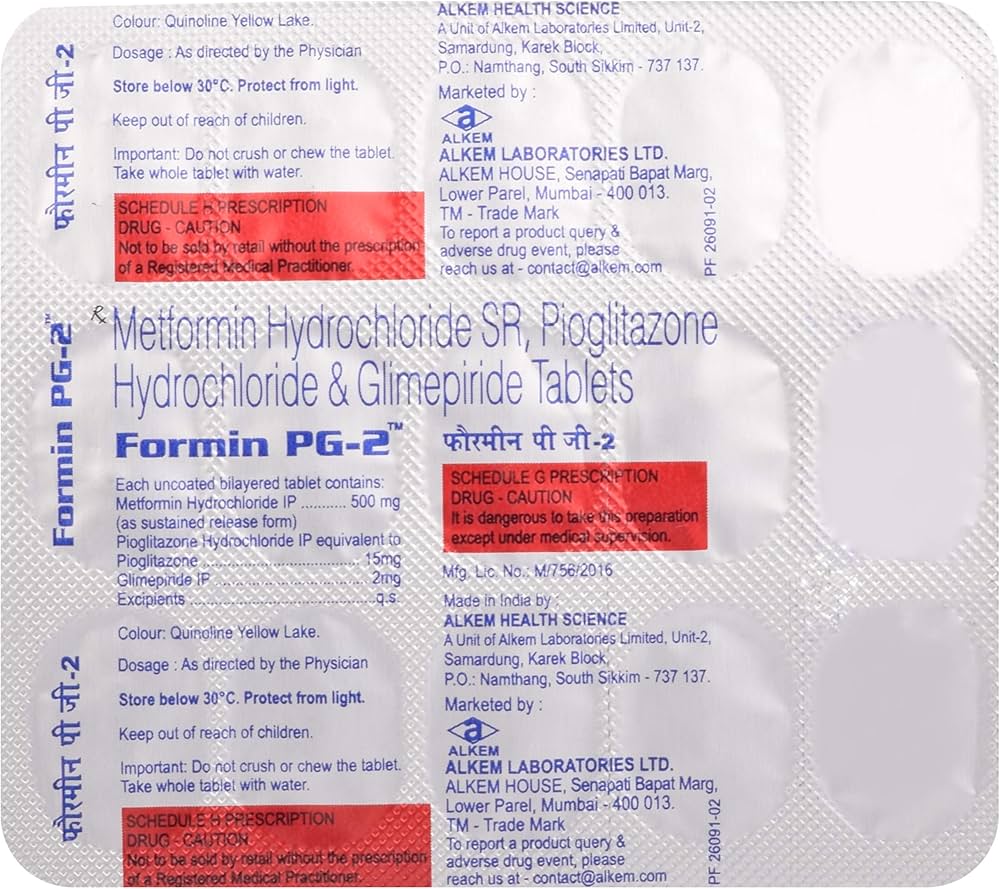 Colour: Quinoline Yellow Lake.
Dosage : As directed by the Physician
Store below 30°C. Protect from light.
Keep out of reach of children.
Important: Do not crush or chew the tablet.
Take whole tablet with water.
SCHEDULE H PRESCRIPTION
DRUG - CAUTION
Not to be sold by retail without the prescription
of a Registered Medical Practitioner.
ALKEM HEALTH SCIENCE
A Unit of Alkem Laboratories Limited, Unit-2,
Samardung, Karek Block,
P.O.: Namthang, South Sikkim - 737 137.
Marketed by :
a
ALKEM
ALKEM LABORATORIES LTD.
ALKEM HOUSE, Senapati Bapat Marg,
Lower Parel, Mumbai - 400 013.
TM - Trade Mark
To report a product query &
adverse drug event, please
reach us at - contact@alkem.com
PF 26091-02
फौरमीन पी जी-2
Rx Metformin Hydrochloride SR, Pioglitazone
Hydrochloride & Glimepiride Tablets
Formin PG-2™
फौरमीन पी जी-2
Formin PG-2™
Each uncoated bilayered tablet contains:
Metformin Hydrochloride IP ........... 500 mg
(as sustained release form)
Pioglitazone Hydrochloride IP equivalent to
Pioglitazone ................................ 15mg
Glimepiride IP ................................ 2mg
Excipients ..................................q.s.
Colour: Quinoline Yellow Lake.
Dosage : As directed by the Physician
Store below 30°C. Protect from light.
Keep out of reach of children.
Important: Do not crush or chew the tablet.
Take whole tablet with water.
SCHEDULE H PRESCRIPTION
DRUG - CAUTION
Not to be sold by retail without the prescription
of a Registered Medical Practitioner.
SCHEDULE G PRESCRIPTION
DRUG - CAUTION
It is dangerous to take this preparation
except under medical supervision.
Mfg. Lic. No.: M/756/2016
Made in India by :
ALKEM HEALTH SCIENCE
A Unit of Alkem Laboratories Limited, Unit-2,
Samardung, Karek Block,
P.O.: Namthang, South Sikkim - 737 137.
Marketed by :
a
ALKEM
ALKEM LABORATORIES LTD.
ALKEM HOUSE, Senapati Bapat Marg,
Lower Parel, Mumbai - 400 013.
TM - Trade Mark
To report a product query &
adverse drug event, please
reach us at - contact@alkem.com
PF 26091-02
फौरमीन पी जी-2